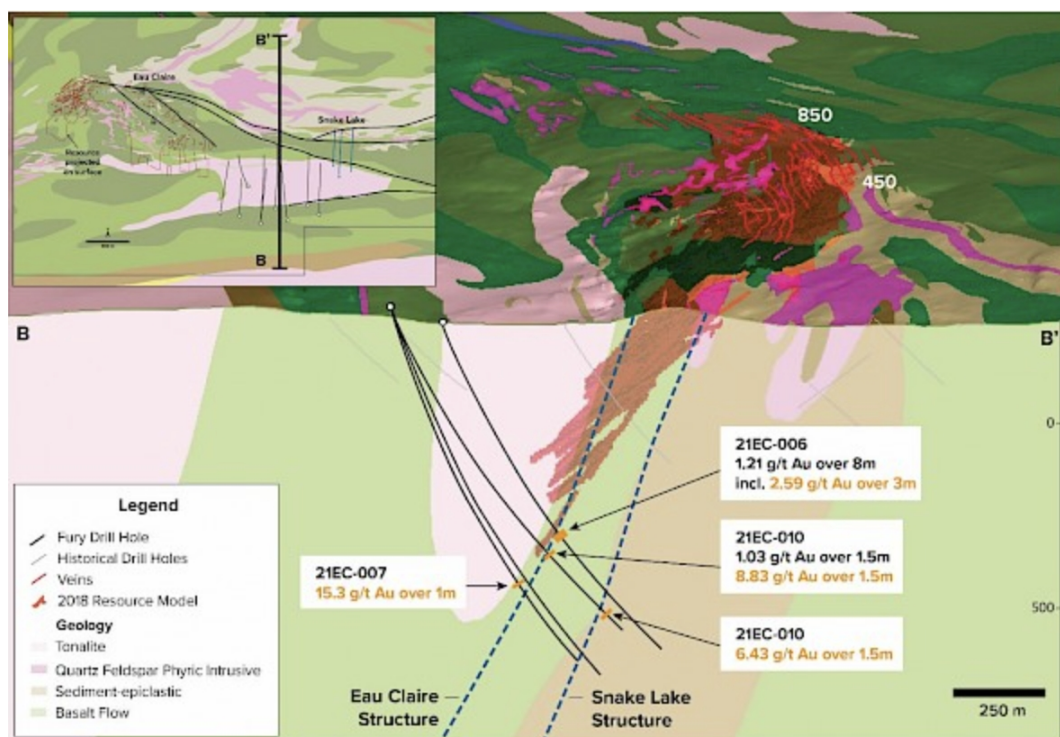 B'
Eau Claire
Snake Lake
Resource
projected
on surface
B
850
450
B
B'
0
21EC-006
1.21 g/t Au over 8m
incl. 2.59 g/t Au over 3m
Legend
Fury Drill Hole
Historical Drill Holes
Veins
2018 Resource Model
Geology
Tonalite
Quartz Feldspar Phyric Intrusive
Sediment-epiclastic
Basalt Flow
21EC-007
15.3 g/t Au over 1m
21EC-010
1.03 g/t Au over 1.5m
8.83 g/t Au over 1.5m
500
21EC-010
6.43 g/t Au over 1.5m
Eau Claire
Structure
Snake Lake
Structure
250 m